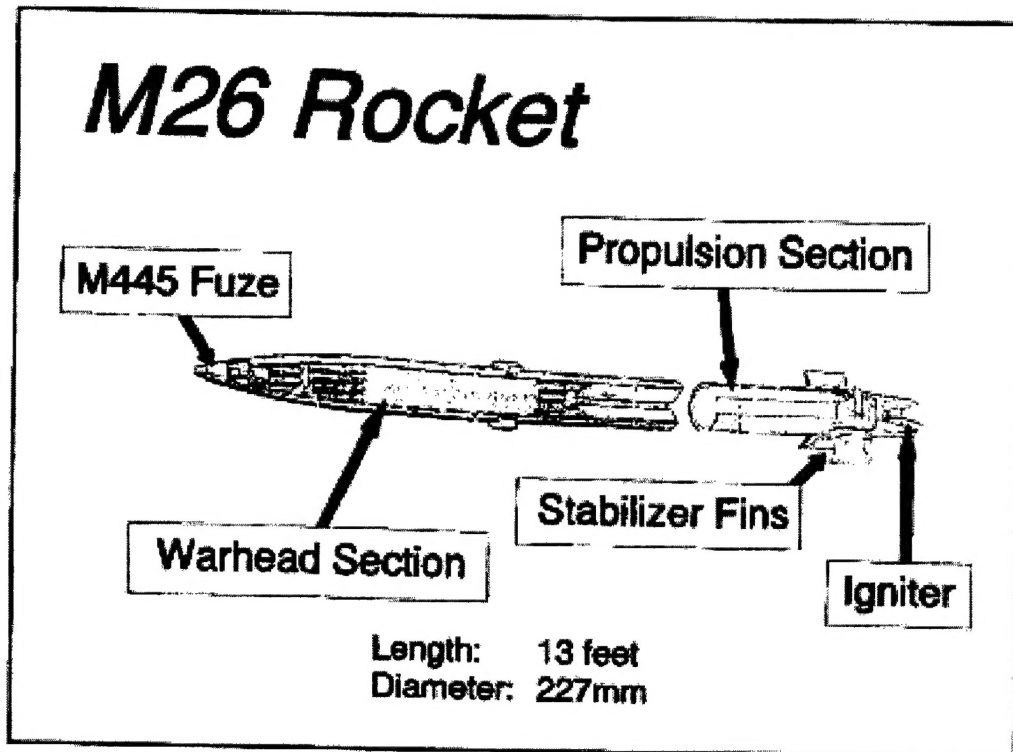 M26 Rocket
M445 Fuze
Propulsion Section
Warhead Section
Stabilizer Fins
Igniter
Length: 13 feet
Diameter: 227mm